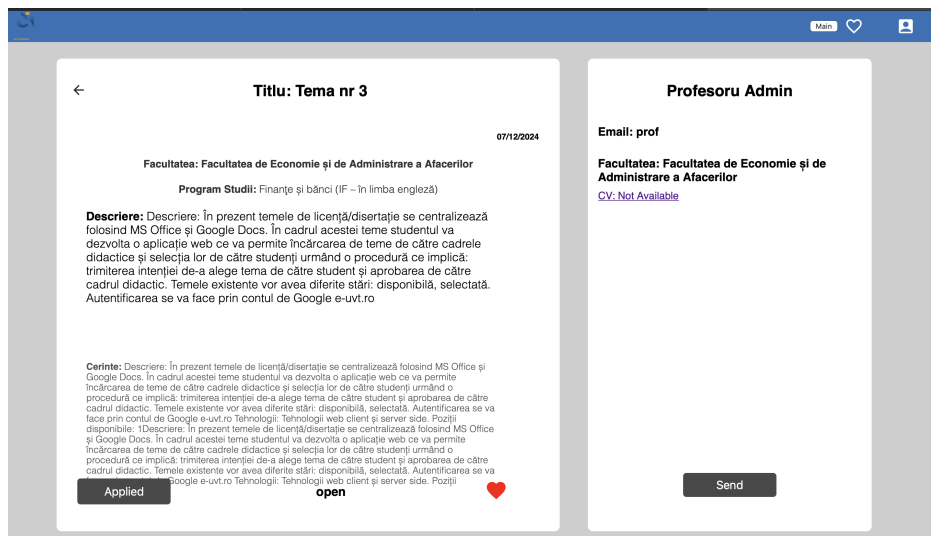 Main
Titlu: Tema nr 3
07/12/2024
Facultatea: Facultatea de Economie și de Administrare a Afacerilor
Program Studii: Finanțe și bănci (IF – în limba engleză)
Descriere: Descriere: În prezent temele de licență/disertație se centralizează
folosind MS Office și Google Docs. În cadrul acestei teme studentul va
dezvolta o aplicație web ce va permite încărcarea de teme de către cadrele
didactice și selecția lor de către studenți urmând o procedură ce implică:
trimiterea intenției de-a alege tema de către student și aprobarea de către
cadrul didactic. Temele existente vor avea diferite stări: disponibilă, selectată.
Autentificarea se va face prin contul de Google e-uvt.ro
Cerinte: Descriere: În prezent temele de licență/disertație se centralizează folosind MS Office și
Google Docs. În cadrul acestei teme studentul va dezvolta o aplicație web ce va permite
încărcarea de teme de către cadrele didactice și selecția lor de către studenți urmând o
procedură ce implică: trimiterea intenției de-a alege tema de către student și aprobarea de către
cadrul didactic. Temele existente vor avea diferite stări: disponibilă, selectată. Autentificarea se va
face prin contul de Google e-uvt.ro Tehnologii: Tehnologii web client și server side. Poziții
disponibile: 1Descriere: În prezent temele de licență/disertație se centralizează folosind MS Office
și Google Docs. În cadrul acestei teme studentul va dezvolta o aplicație web ce va permite
încărcarea de teme de către cadrele didactice și selecția lor de către studenți urmând o
procedură ce implică: trimiterea intenției de-a alege tema de către student și aprobarea de către
cadrul didactic. Temele existente vor avea diferite stări: disponibilă, selectată. Autentificarea se va
Google e-uvt.ro Tehnologii: Tehnologii web client și server side. Poziții
Applied
open
Profesoru Admin
Email: prof
Facultatea: Facultatea de Economie și de
Administrare a Afacerilor
CV: Not Available
Send